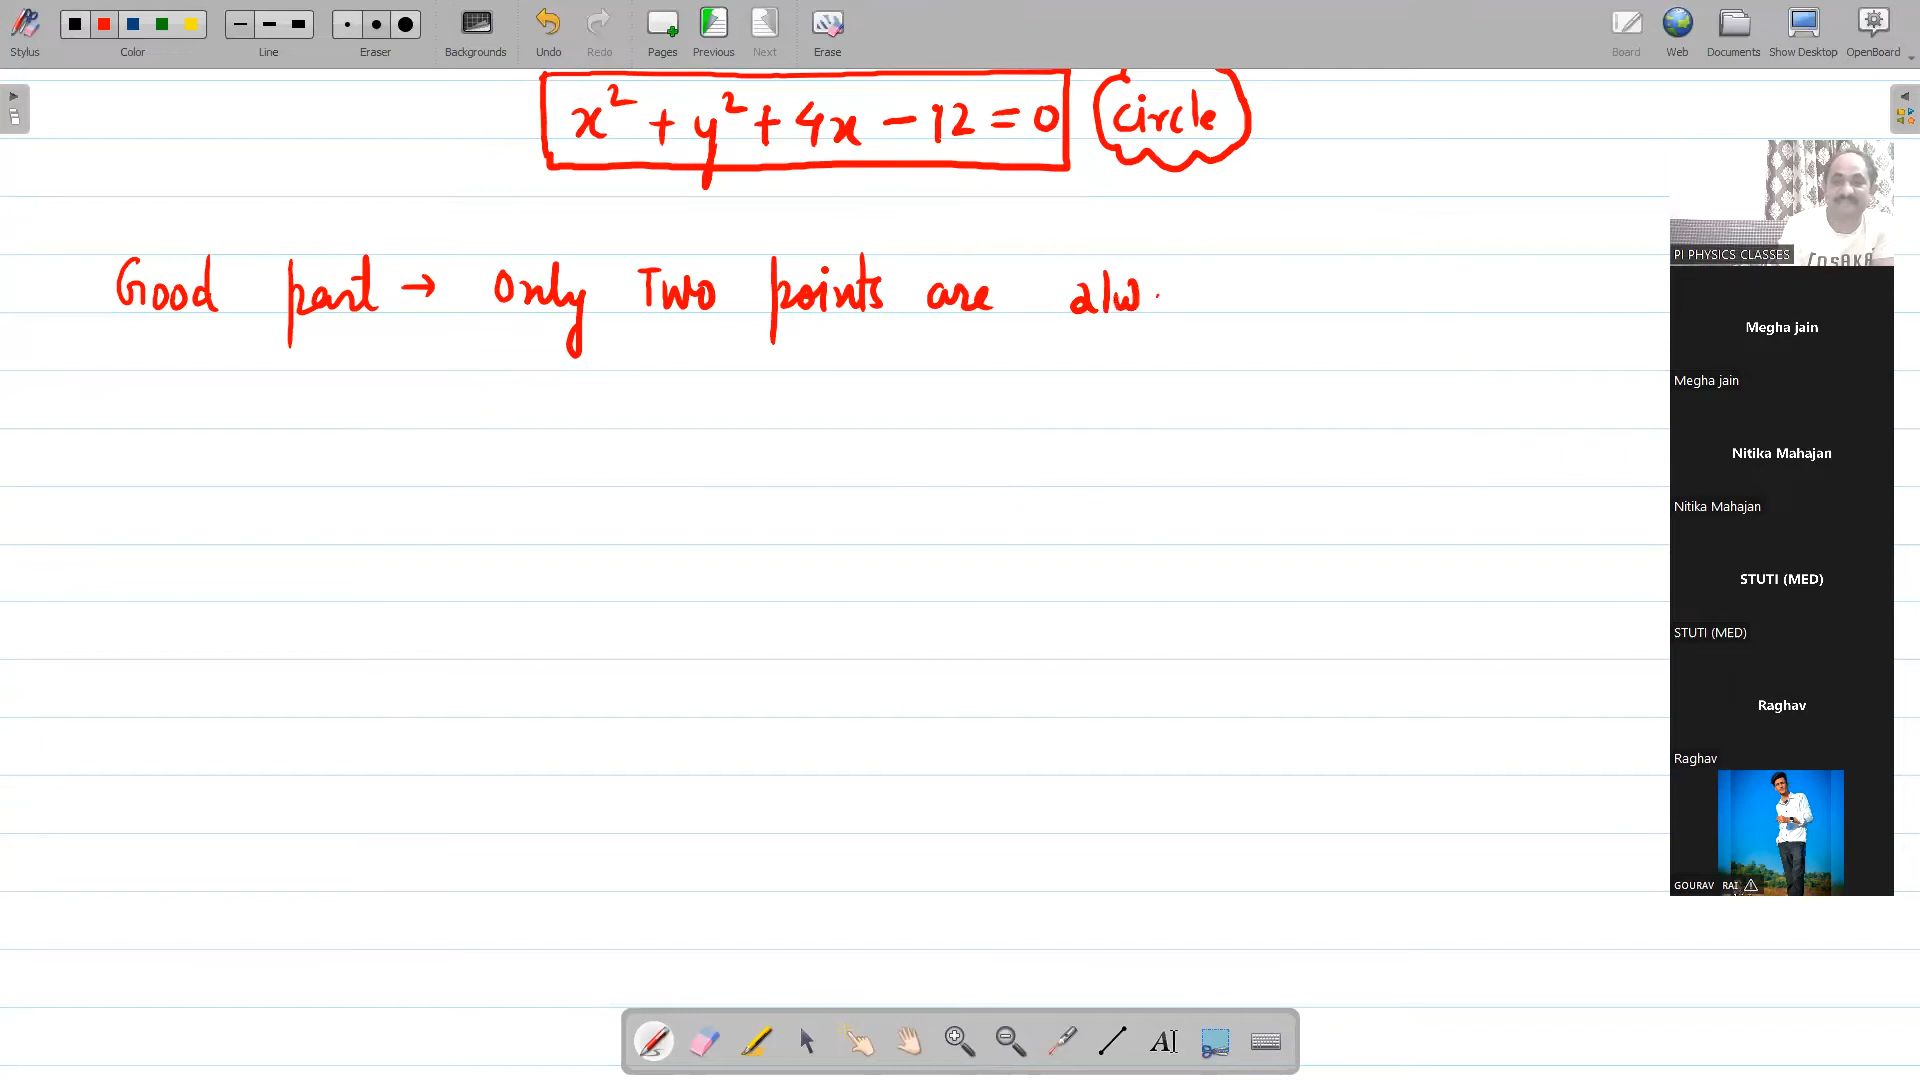 Stylus
Color
Line
Eraser
Backgrounds
Undo
Redo
Pages
Previous
Next
Erase
Board
Web
Documents
Show Desktop
OpenBoard
x² + y² + 4x - 12 = 0 circle
Good part → Only Two points are alw
PI PHYSICS CLASSES
Megha jain
Megha jain
Nitika Mahajan
Nitika Mahajan
STUTI (MED)
STUTI (MED)
Raghav
Raghav
GOURAV RAI
AI